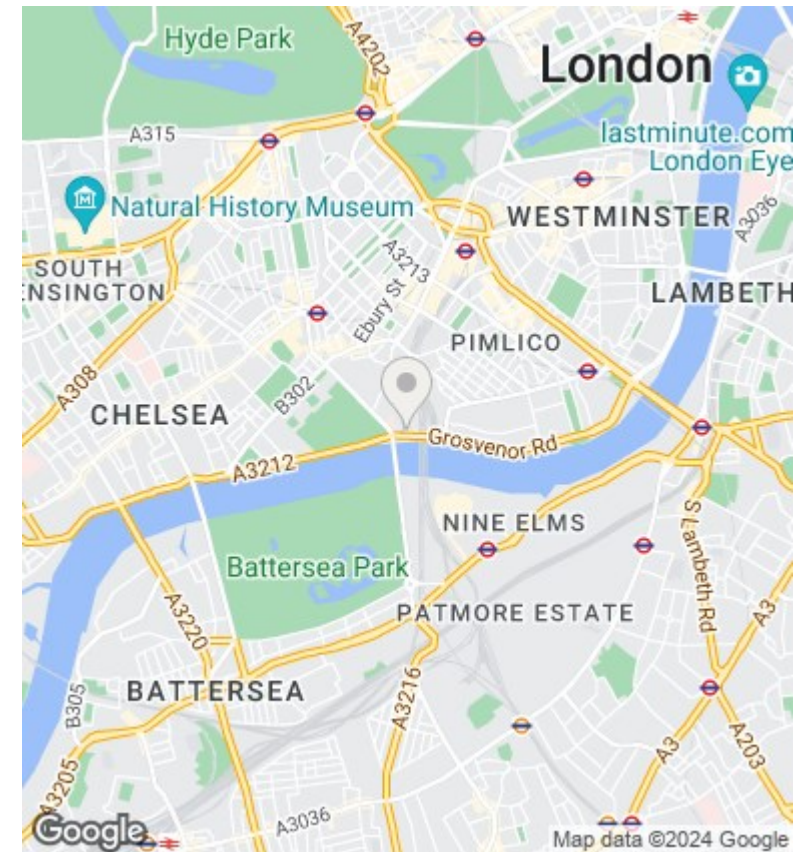 Hyde Park
A4202
London
A315
lastminute.com
London Eye
Natural History Museum
WESTMINSTER
A3036
A3213
SOUTH
ENSINGTON
Ebury St
LAMBETH
PIMLICO
A308
B302
CHELSEA
Grosvenor Rd
A3212
NINE ELMS
S Lambeth Rd
Battersea Park
PATMORE ESTATE
A3
A3220
BATTERSEA
B305
A3216
A203
A3
A3205
A3036
Google
Map data ©2024 Google